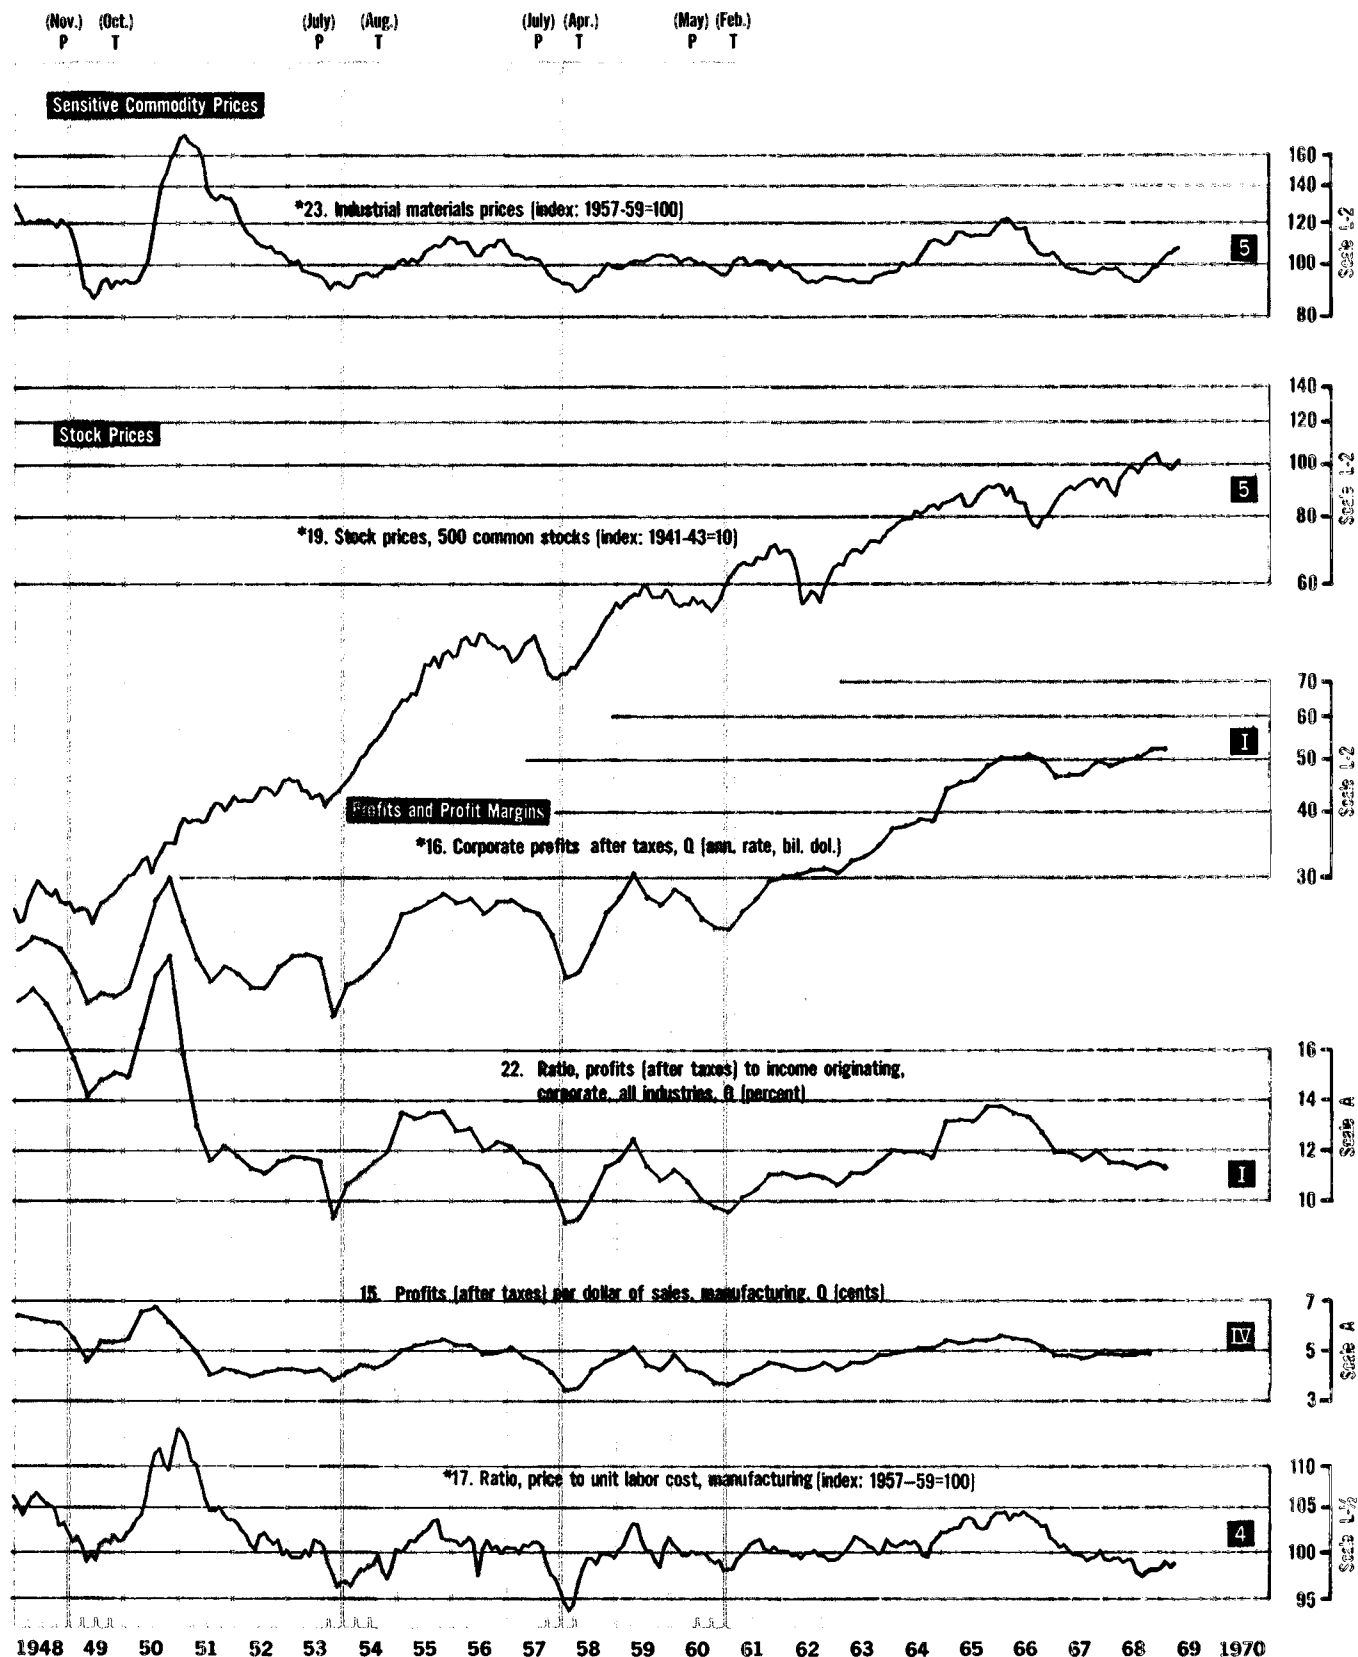 (Nov.) (Oct.) (July) (Aug.) (July) (Apr.) (May) (Feb.)
P T P T P T P T
Sensitive Commodity Prices
160
140
*23. Industrial materials prices (index: 1957-59=100)
120
5
100
80
Scale L-2
140
120
Stock Prices
100
5
80
*19. Stock prices, 500 common stocks (index: 1941-43=10)
60
Scale L-2
70
60
I
50
40
Profits and Profit Margins
*16. Corporate profits after taxes, Q (ann. rate, bil. dol.)
30
Scale L-2
16
22. Ratio, profits (after taxes) to income originating,
corporate, all industries, Q (percent)
14
12
I
10
Scale A
15. Profits (after taxes) per dollar of sales, manufacturing, Q (cents)
7
IV
5
3
Scale A
110
*17. Ratio, price to unit labor cost, manufacturing (index: 1957–59=100)
105
4
100
95
Scale L-½
1948 49 50 51 52 53 54 55 56 57 58 59 60 61 62 63 64 65 66 67 68 69 1970